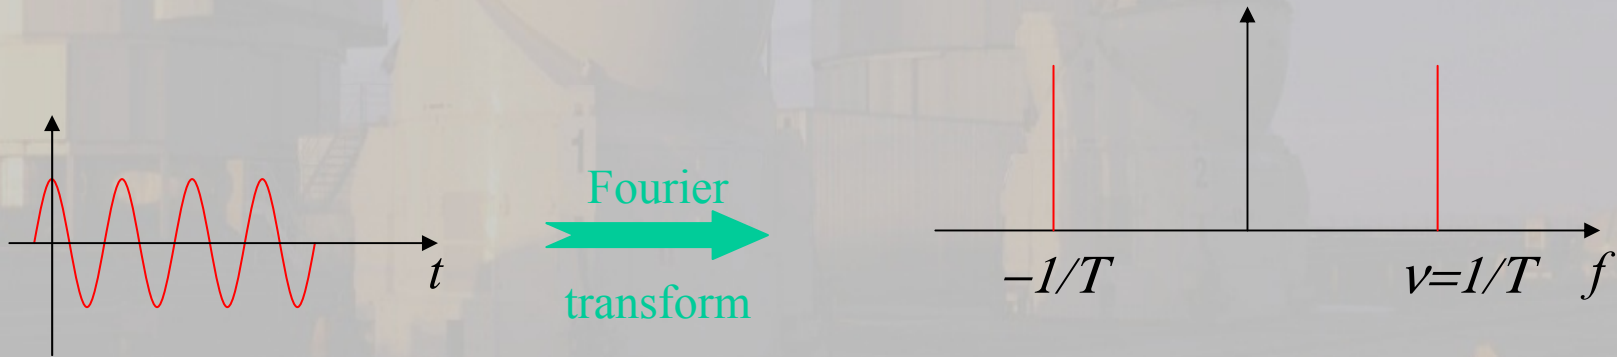 t
Fourier
transform
–1/T
ν=1/T
f